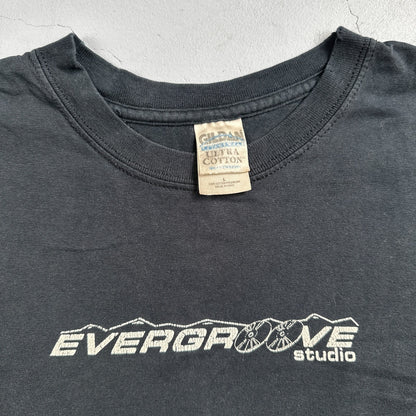 GILDAN
ULTRA
COTTON
L
EVERGROOVE
studio